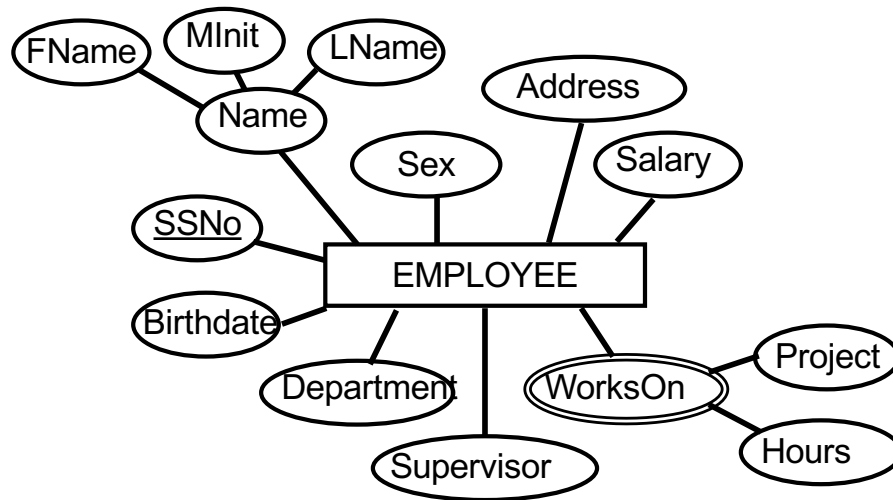 MInit
FName
LName
Name
Address
Sex
Salary
SSNo
EMPLOYEE
Birthdate
Department
WorksOn
Project
Supervisor
Hours